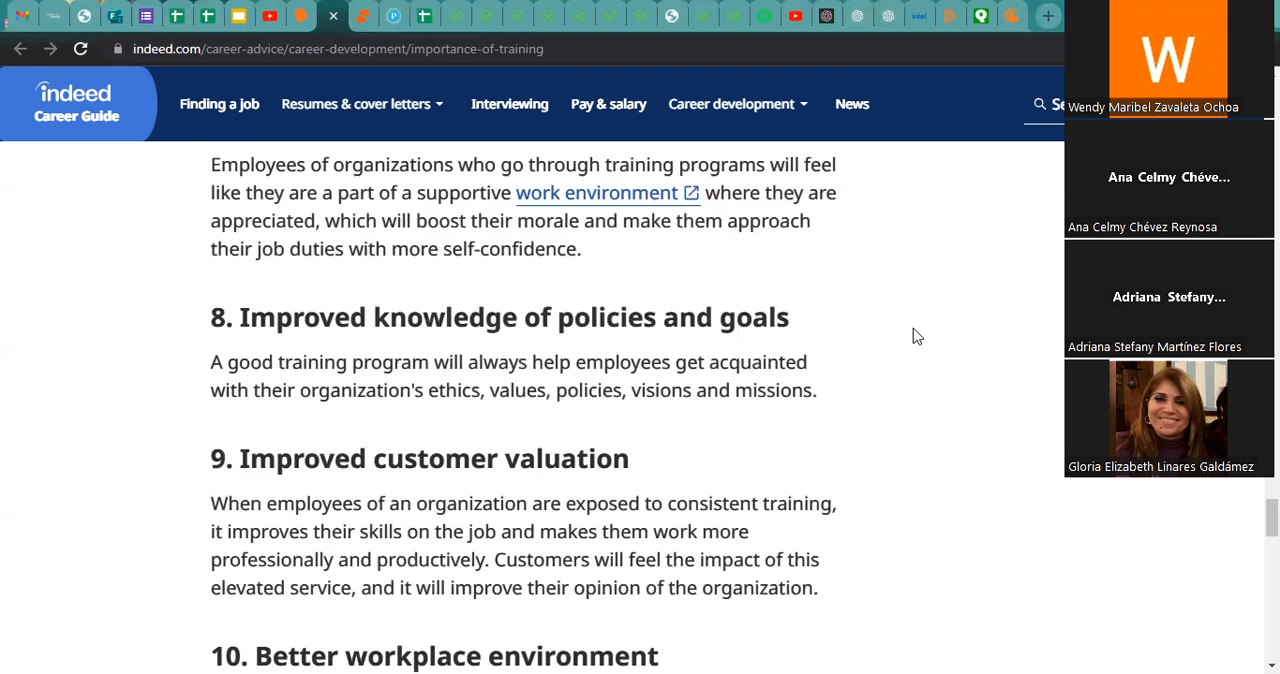 indeed.com/career-advice/career-development/importance-of-training
indeed
Career Guide
Finding a job
Resumes & cover letters
Interviewing
Pay & salary
Career development
News
Employees of organizations who go through training programs will feel
like they are a part of a supportive work environment where they are
appreciated, which will boost their morale and make them approach
their job duties with more self-confidence.
8. Improved knowledge of policies and goals
A good training program will always help employees get acquainted
with their organization's ethics, values, policies, visions and missions.
9. Improved customer valuation
When employees of an organization are exposed to consistent training,
it improves their skills on the job and makes them work more
professionally and productively. Customers will feel the impact of this
elevated service, and it will improve their opinion of the organization.
10. Better workplace environment
W
Wendy Maribel Zavaleta Ochoa
Ana Celmy Chéve...
Ana Celmy Chévez Reynosa
Adriana Stefany...
Adriana Stefany Martínez Flores
Gloria Elizabeth Linares Galdámez